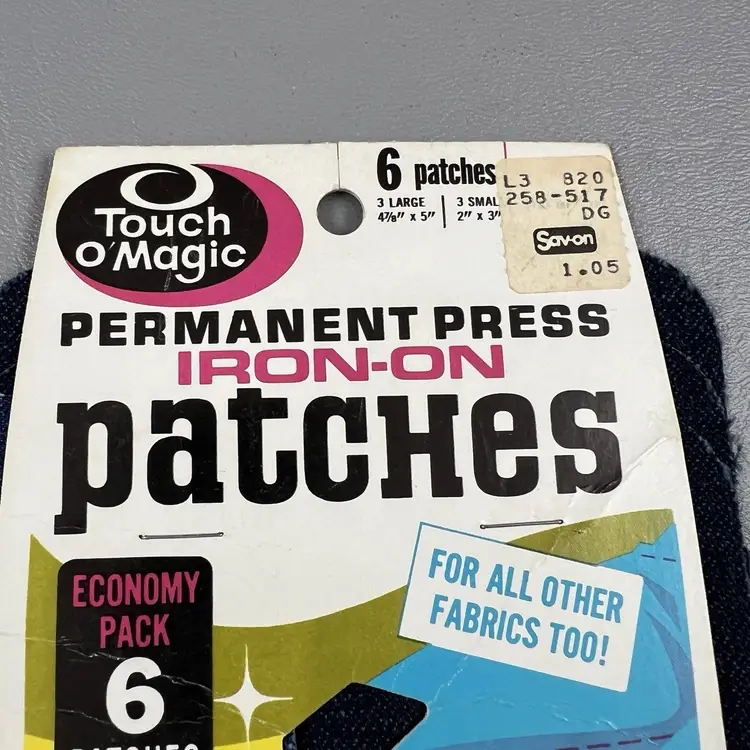 Touch
O'Magic
6 patches
3 LARGE
4⅞" x 5"
3 SMAL
2" x 3"
L3 820
258-517
DG
Sav-on
1.05
PERMANENT PRESS
IRON-ON
patcHes
ECONOMY
PACK
6
PATCHES
FOR ALL OTHER
FABRICS TOO!